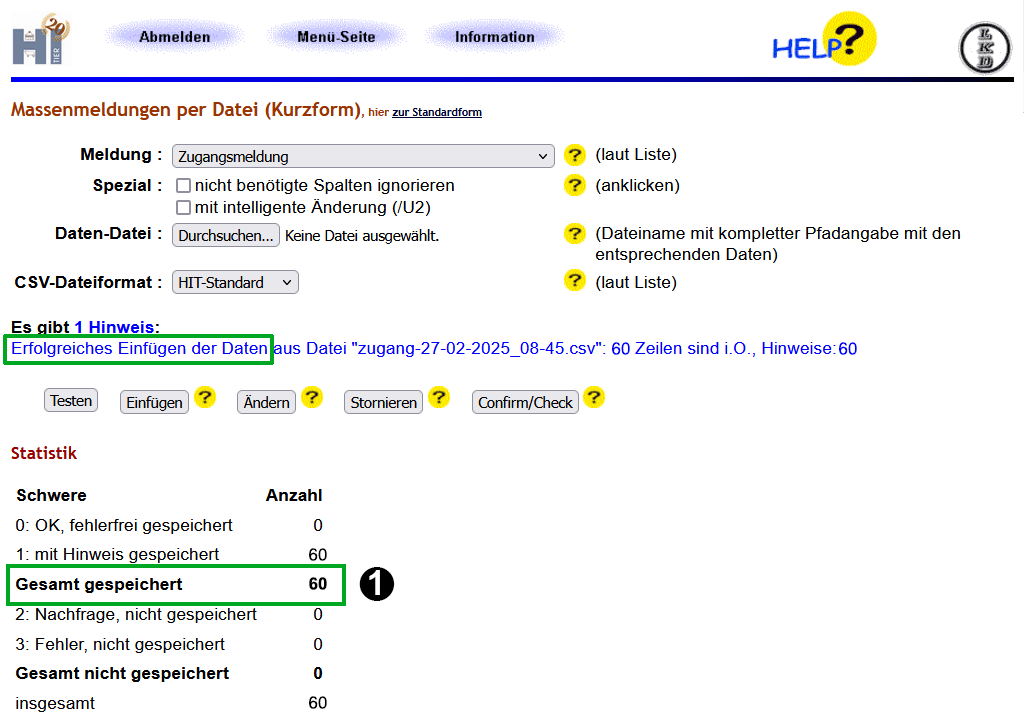 HI TIER 20
Abmelden Menü-Seite Information HELP? LKD
Massenmeldungen per Datei (Kurzform), hier zur Standardform
Meldung : Zugangsmeldung ? (laut Liste)
Spezial : nicht benötigte Spalten ignorieren ? (anklicken)
mit intelligente Änderung (/U2)
Daten-Datei : Durchsuchen... Keine Datei ausgewählt. ? (Dateiname mit kompletter Pfadangabe mit den
entsprechenden Daten)
CSV-Dateiformat : HIT-Standard ? (laut Liste)
Es gibt 1 Hinweis:
Erfolgreiches Einfügen der Daten aus Datei "zugang-27-02-2025_08-45.csv": 60 Zeilen sind i.O., Hinweise:60
Testen Einfügen ? Ändern ? Stornieren ? Confirm/Check ?
Statistik
Schwere Anzahl
0: OK, fehlerfrei gespeichert 0
1: mit Hinweis gespeichert 60
Gesamt gespeichert 60 1
2: Nachfrage, nicht gespeichert 0
3: Fehler, nicht gespeichert 0
Gesamt nicht gespeichert 0
insgesamt 60